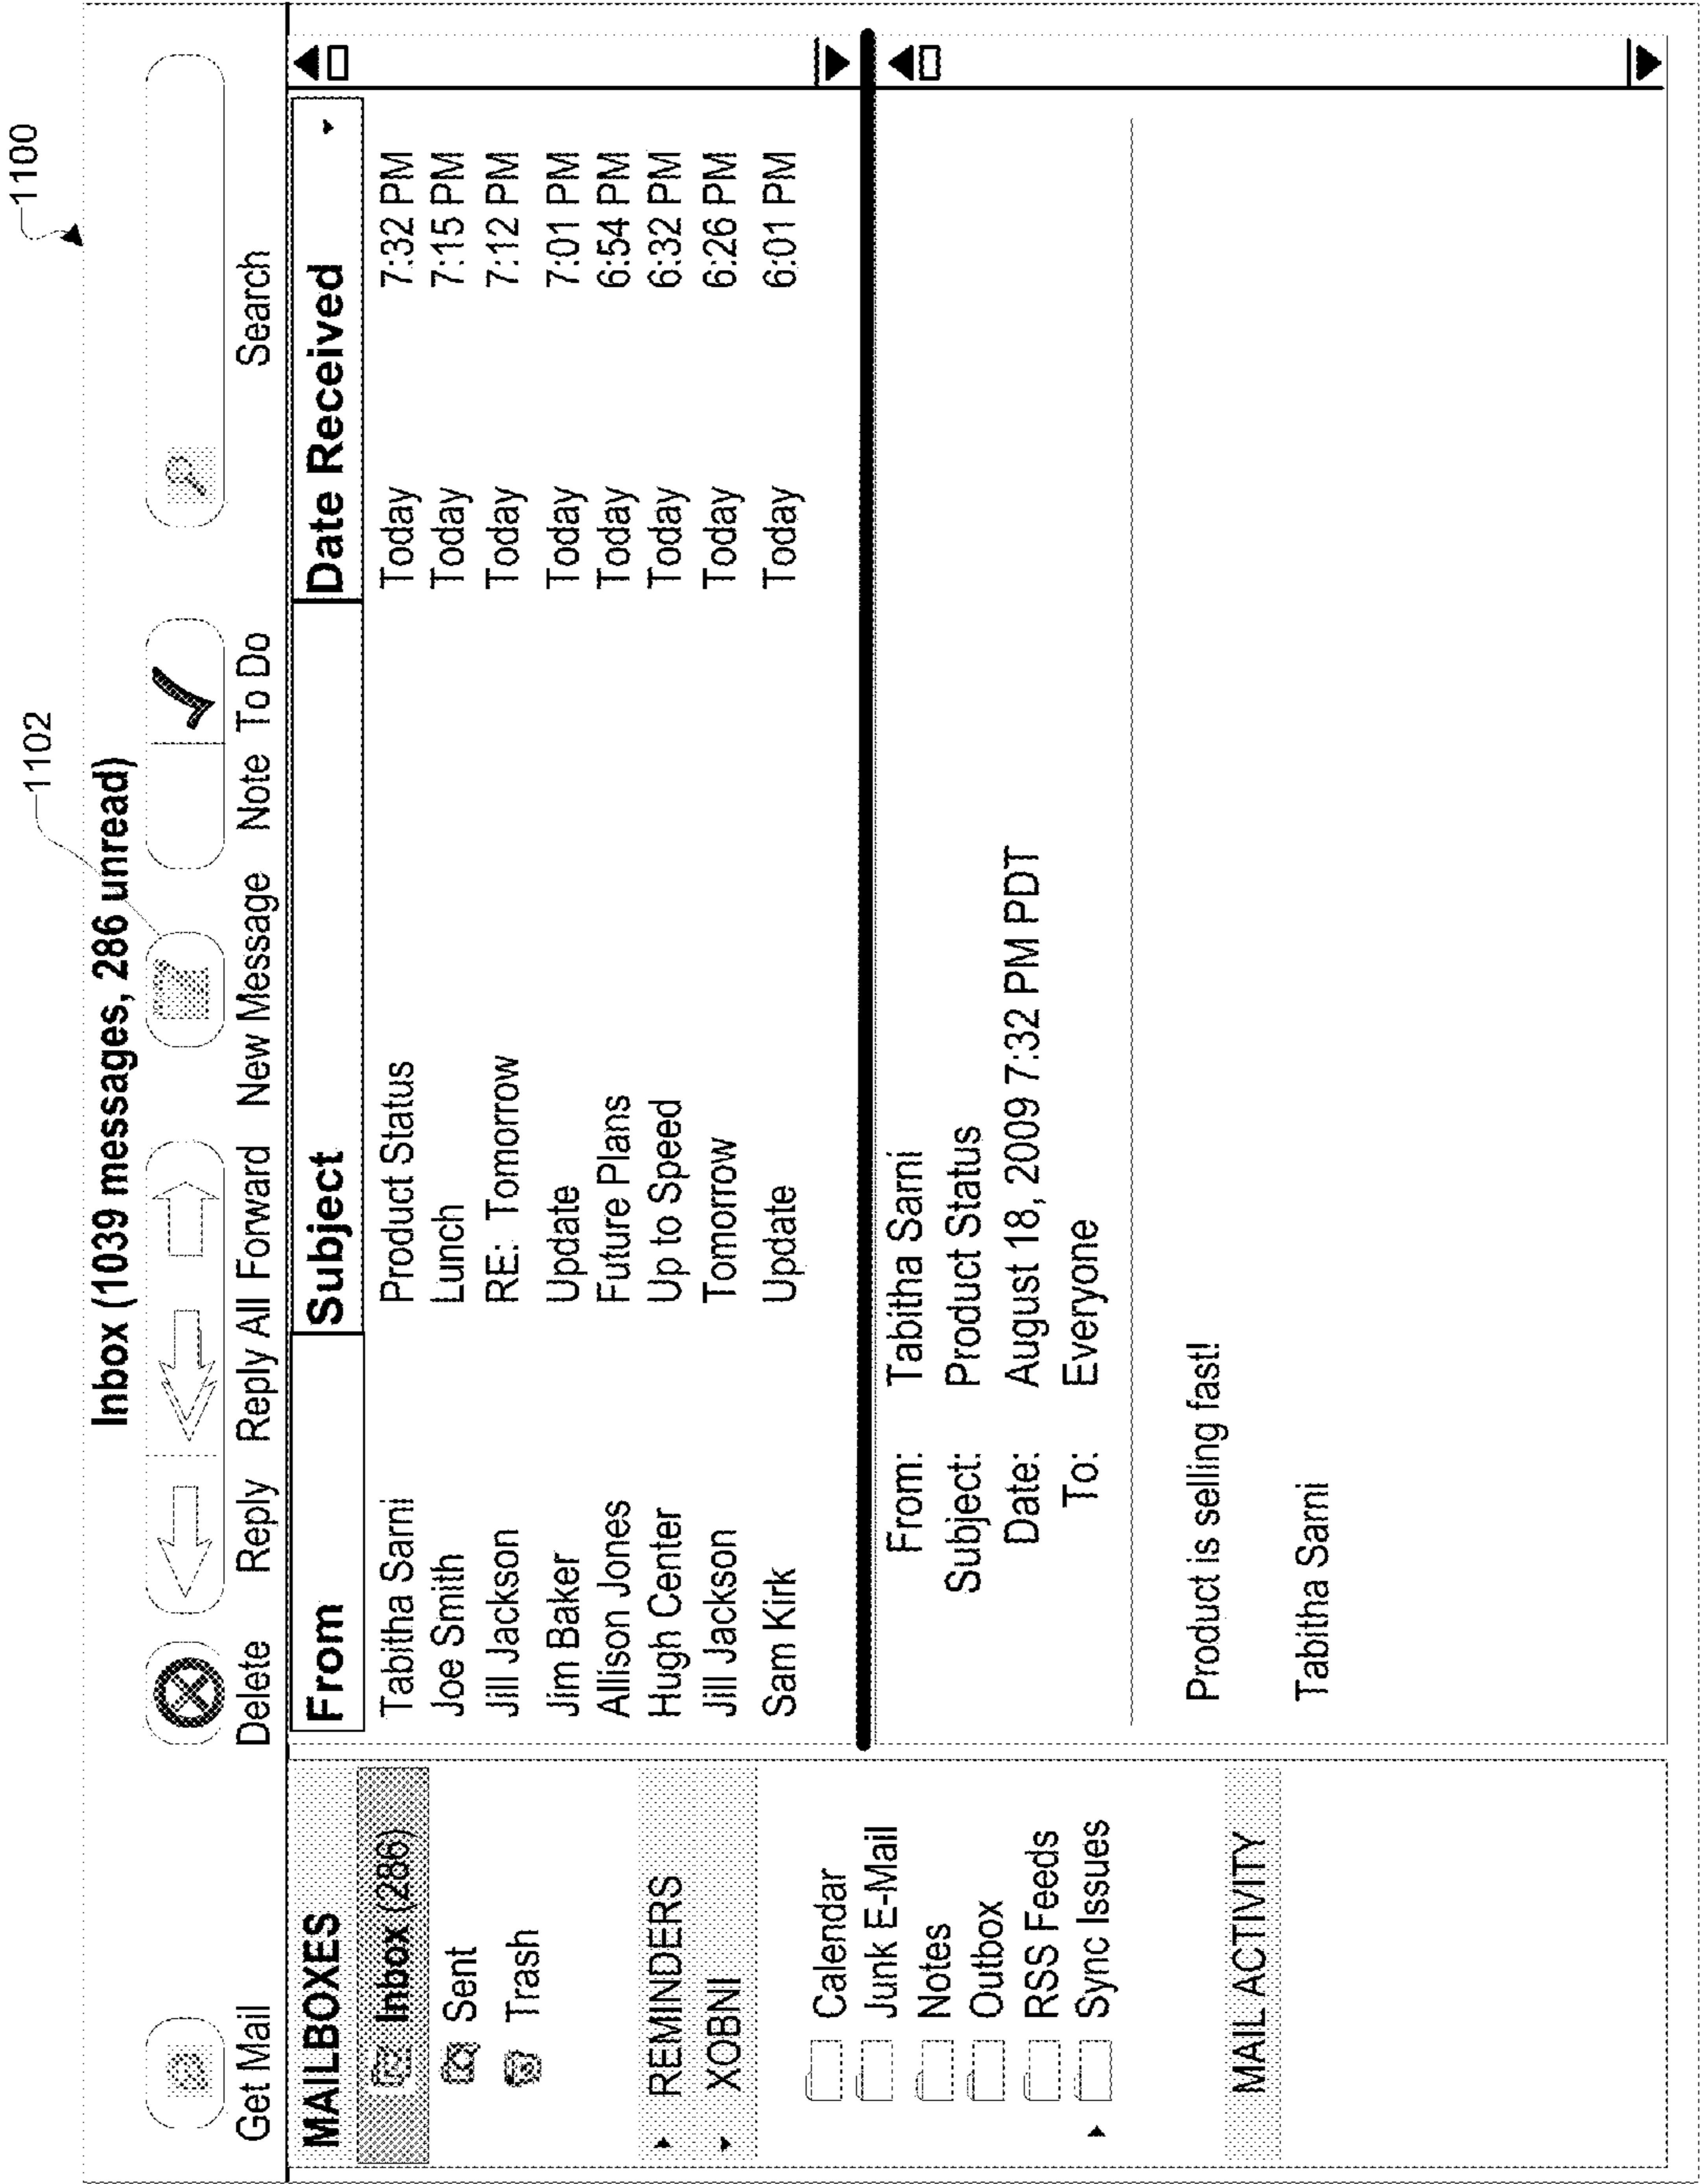 1100
1102
Inbox (1039 messages, 286 unread)
Get Mail Delete Reply Reply All Forward New Message Note To Do Search
MAILBOXES
Inbox (286)
Sent
Trash
REMINDERS
XOBNI
Calendar
Junk E-Mail
Notes
Outbox
RSS Feeds
Sync Issues
MAIL ACTIVITY
From Subject Date Received
Tabitha Sarni Product Status Today 7:32 PM
Joe Smith Lunch Today 7:15 PM
Jill Jackson RE: Tomorrow Today 7:12 PM
Jim Baker Update Today 7:01 PM
Allison Jones Future Plans Today 6:54 PM
Hugh Center Up to Speed Today 6:32 PM
Jill Jackson Tomorrow Today 6:26 PM
Sam Kirk Update Today 6:01 PM
From: Tabitha Sarni
Subject: Product Status
Date: August 18, 2009 7:32 PM PDT
To: Everyone
Product is selling fast!
Tabitha Sarni